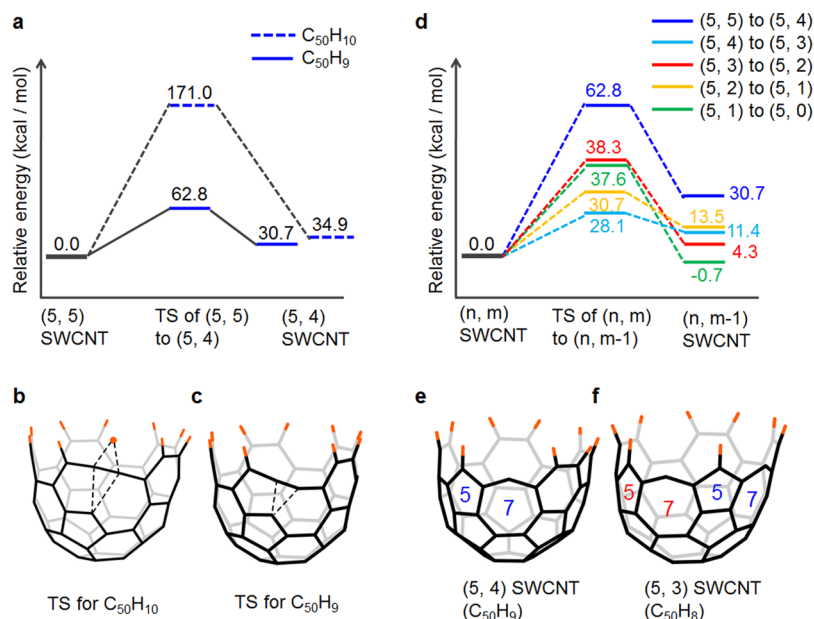 a
C₅₀H₁₀
C₅₀H₉
Relative energy (kcal / mol)
171.0
62.8
30.7
34.9
0.0
(5, 5)
SWCNT
TS of (5, 5)
to (5, 4)
(5, 4)
SWCNT
d
(5, 5) to (5, 4)
(5, 4) to (5, 3)
(5, 3) to (5, 2)
(5, 2) to (5, 1)
(5, 1) to (5, 0)
Relative energy (kcal / mol)
62.8
38.3
37.6
30.7
28.1
0.0
30.7
13.5
11.4
4.3
-0.7
(n, m)
SWCNT
TS of (n, m)
to (n, m-1)
(n, m-1)
SWCNT
b
TS for C₅₀H₁₀
c
TS for C₅₀H₉
e
5
7
(5, 4) SWCNT
(C₅₀H₉)
f
5
7
5
7
(5, 3) SWCNT
(C₅₀H₈)